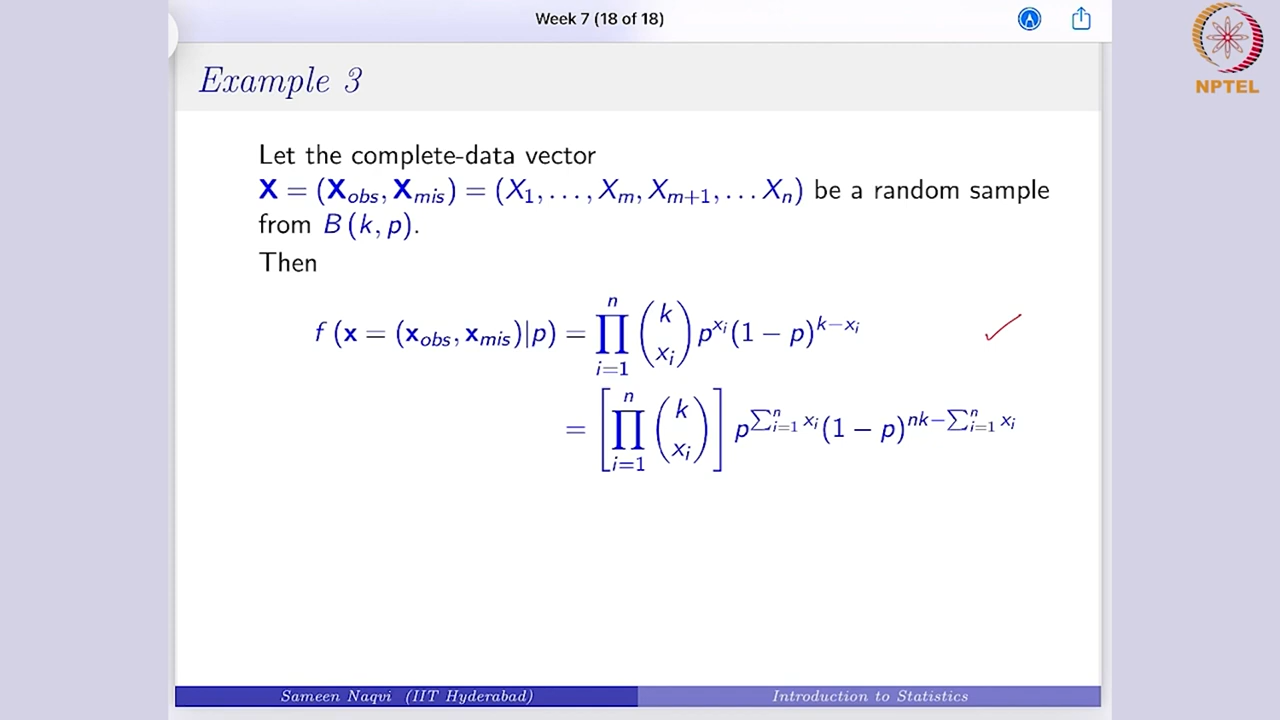 Week 7 (18 of 18)
NPTEL
Example 3
Let the complete-data vector
X = (X_obs, X_mis) = (X_1, . . . , X_m, X_{m+1}, . . . X_n) be a random sample
from B (k, p).
Then
f (x = (x_obs, x_mis)|p) = ∏_{i=1}^{n} \binom{k}{x_i} p^{x_i} (1 − p)^{k−x_i}
= [∏_{i=1}^{n} \binom{k}{x_i}] p^{∑_{i=1}^{n} x_i} (1 − p)^{nk−∑_{i=1}^{n} x_i}
Sameen Naqvi (IIT Hyderabad) Introduction to Statistics